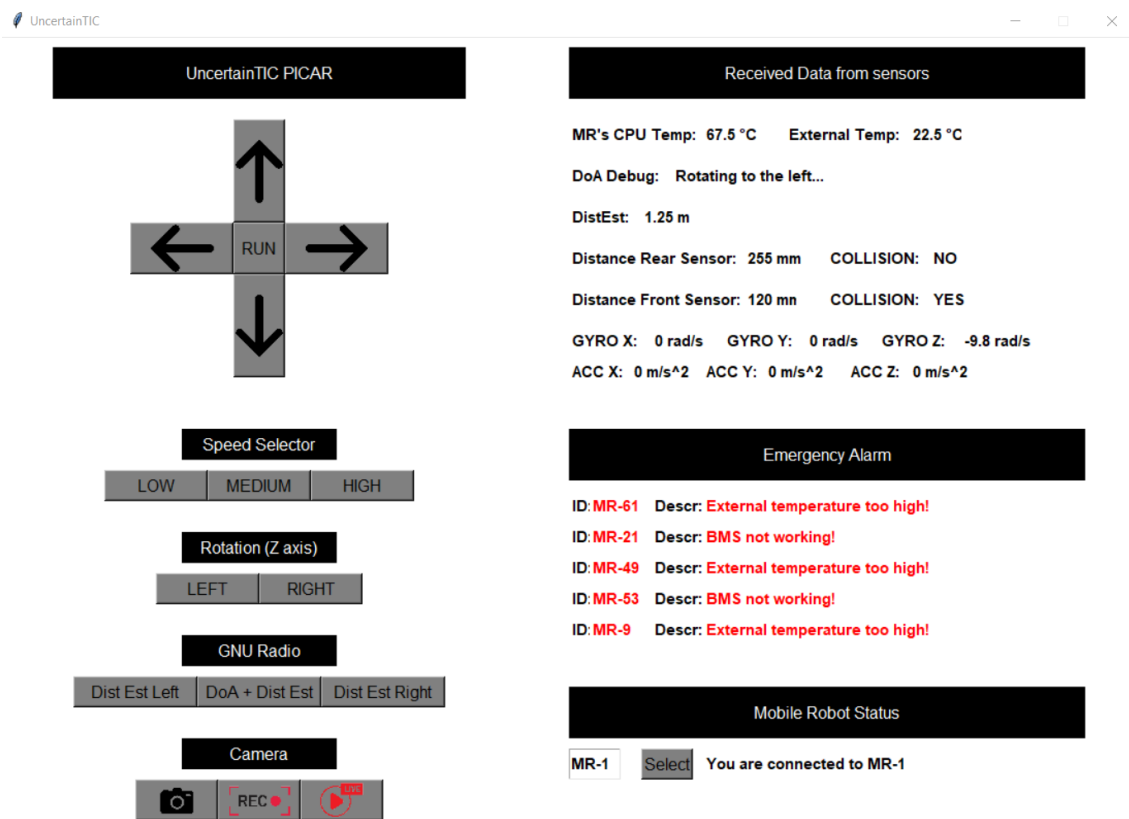 UncertainTIC
UncertainTIC PICAR
RUN
Speed Selector
LOW MEDIUM HIGH
Rotation (Z axis)
LEFT RIGHT
GNU Radio
Dist Est Left DoA + Dist Est Dist Est Right
Camera
REC LIVE
Received Data from sensors
MR's CPU Temp: 67.5 °C External Temp: 22.5 °C
DoA Debug: Rotating to the left...
DistEst: 1.25 m
Distance Rear Sensor: 255 mm COLLISION: NO
Distance Front Sensor: 120 mn COLLISION: YES
GYRO X: 0 rad/s GYRO Y: 0 rad/s GYRO Z: -9.8 rad/s
ACC X: 0 m/s^2 ACC Y: 0 m/s^2 ACC Z: 0 m/s^2
Emergency Alarm
ID: MR-61 Descr: External temperature too high!
ID: MR-21 Descr: BMS not working!
ID: MR-49 Descr: External temperature too high!
ID: MR-53 Descr: BMS not working!
ID: MR-9 Descr: External temperature too high!
Mobile Robot Status
MR-1 Select You are connected to MR-1